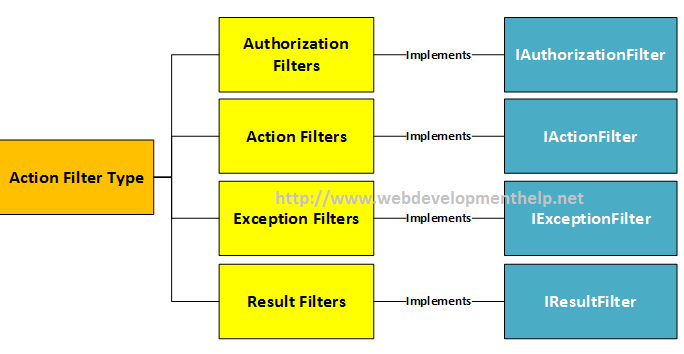 Authorization
Filters
Implements
IAuthorizationFilter
Action Filters
Implements
IActionFilter
Action Filter Type
http://www.webdevelopmenthelp.net
Exception Filters
Implements
IExceptionFilter
Result Filters
Implements
IResultFilter